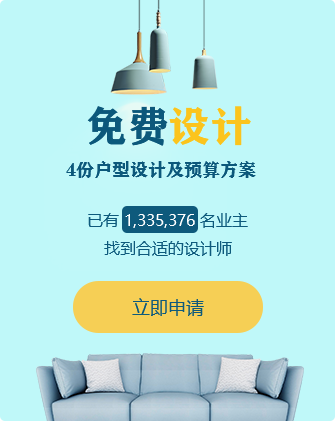 免费设计
4份户型设计及预算方案
已有 1,335,376 名业主
找到合适的设计师
立即申请